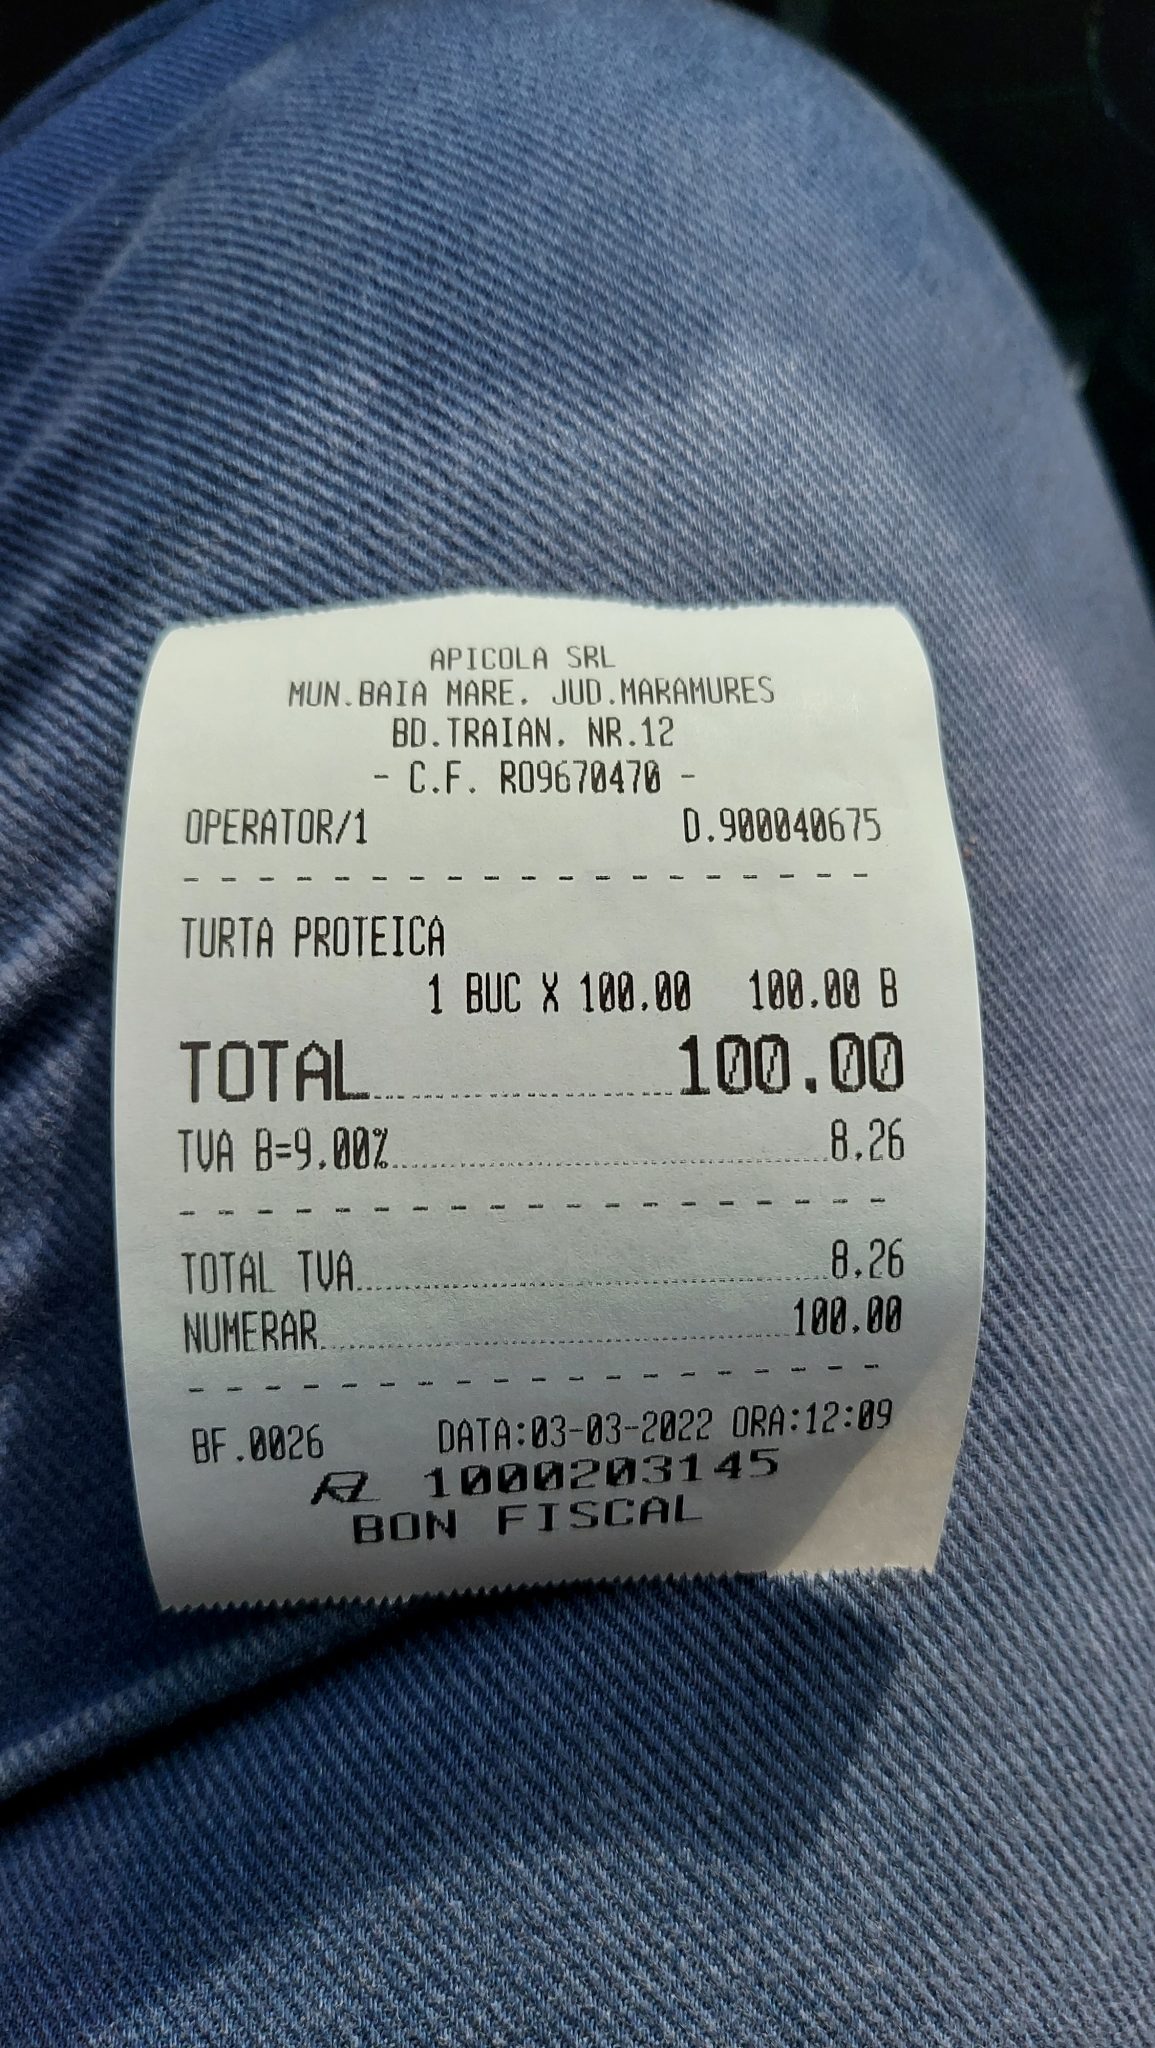 APICOLA SRL
MUN.BAIA MARE, JUD.MARAMURES
BD.TRAIAN, NR.12
- C.F. RO9670470 -
OPERATOR/1 D.900040675
TURTA PROTEICA
1 BUC X 100.00 100.00 B
TOTAL 100.00
TVA B=9.00% 8.26
TOTAL TVA 8.26
NUMERAR 100.00
BF.0026 DATA:03-03-2022 ORA:12:09
1000203145
BON FISCAL